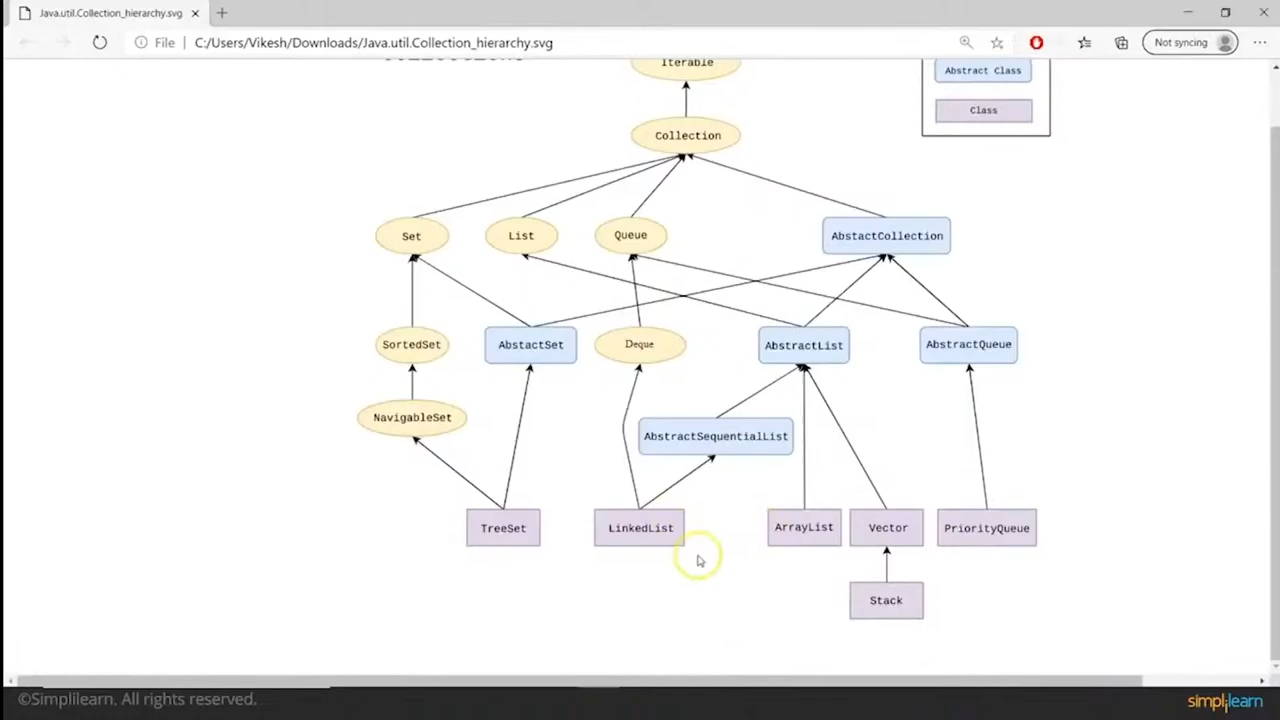 Java.util.Collection_hierarchy.svg
File
C:/Users/Vikesh/Downloads/Java.util.Collection_hierarchy.svg
Not syncing
Iterable
Abstract Class
Class
Collection
Set
List
Queue
AbstactCollection
SortedSet
AbstactSet
Deque
AbstractList
AbstractQueue
NavigableSet
AbstractSequentialList
TreeSet
LinkedList
ArrayList
Vector
PriorityQueue
Stack
©Simplilearn. All rights reserved.
simplilearn